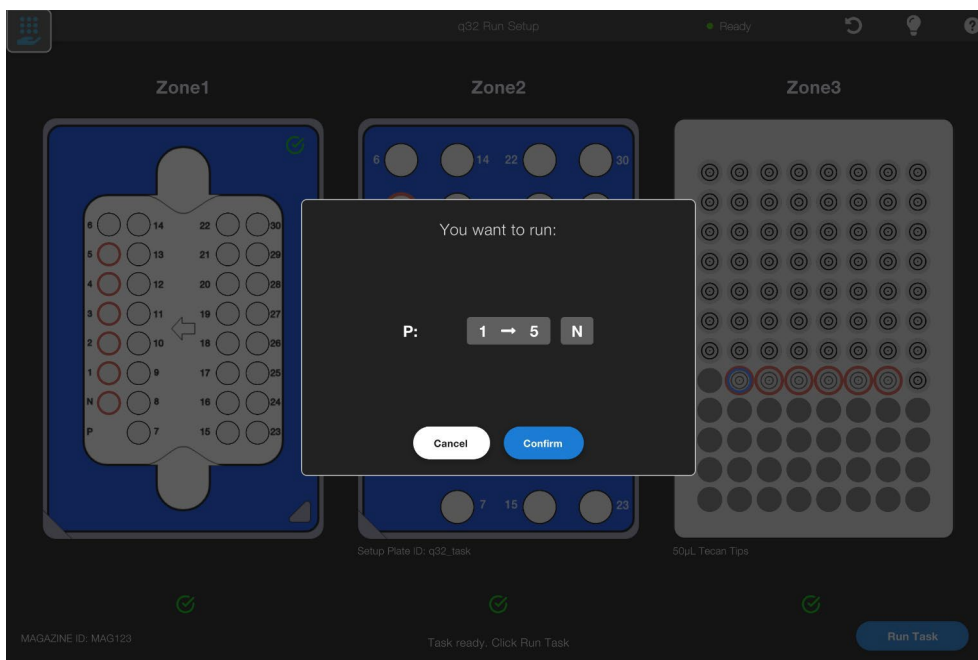 q32 Run Setup
Ready
?
Zone1
Zone2
Zone3
6 14 22 30
5 13 21 29
4 12 20 28
3 11 19 27
2 10 18 26
1 9 17 25
N 8 16 24
P 7 15 23
6 14 22 30
7 15 23
You want to run:
P: 1 → 5 N
Cancel
Confirm
Setup Plate ID: q32_task
50µL Tecan Tips
MAGAZINE ID: MAG123
Task ready. Click Run Task
Run Task